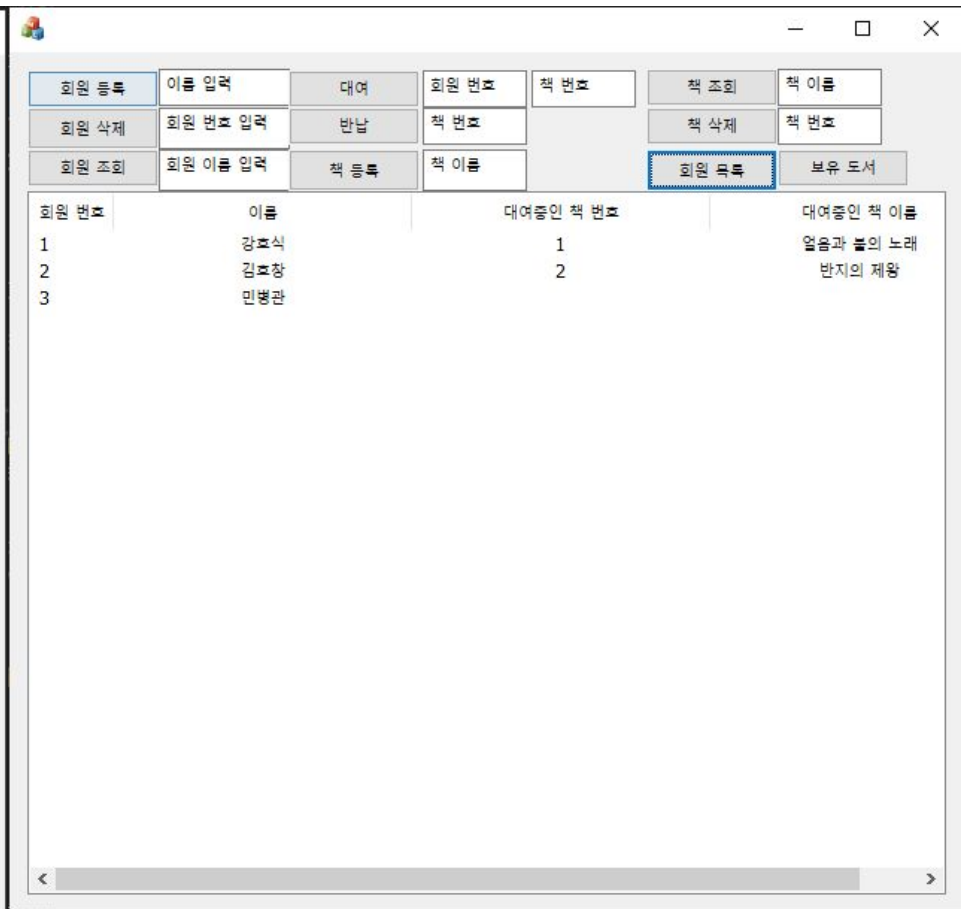 회원 등록 이름 입력 대여 회원 번호 책 번호 책 조회 책 이름
회원 삭제 회원 번호 입력 반납 책 번호 책 삭제 책 번호
회원 조회 회원 이름 입력 책 등록 책 이름 회원 목록 보유 도서
회원 번호 이름 대여중인 책 번호 대여중인 책 이름
1 강호식 1 얼음과 불의 노래
2 김호창 2 반지의 제왕
3 민병관